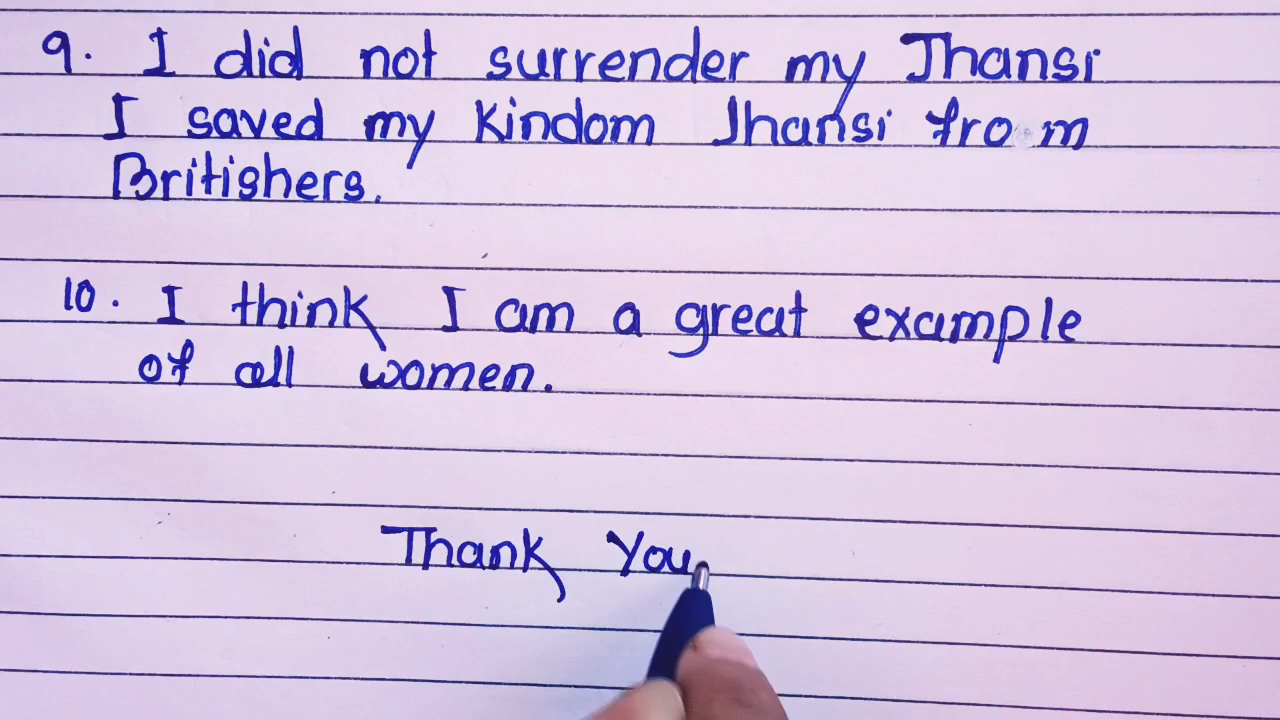 9. I did not surrender my Jhansi
I saved my Kindom Jhansi from
Britishers.
10. I think I am a great example
of all women.
Thank You